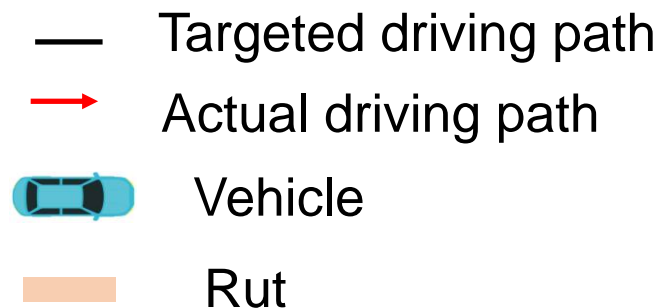 Targeted driving path
Actual driving path
Vehicle
Rut